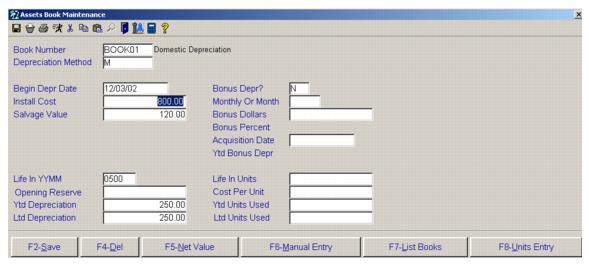 Assets Book Maintenance
Book Number BOOK01 Domestic Depreciation
Depreciation Method M
Begin Depr Date 12/03/02 Bonus Depr? N
Install Cost 800.00 Monthly Or Month
Salvage Value 120.00 Bonus Dollars
Bonus Percent
Acquisition Date
Ytd Bonus Depr
Life In YYMM 0500 Life In Units
Opening Reserve Cost Per Unit
Ytd Depreciation 250.00 Ytd Units Used
Ltd Depreciation 250.00 Ltd Units Used
F2-Save F4-Del F5-Net Value F6-Manual Entry F7-List Books F8-Units Entry